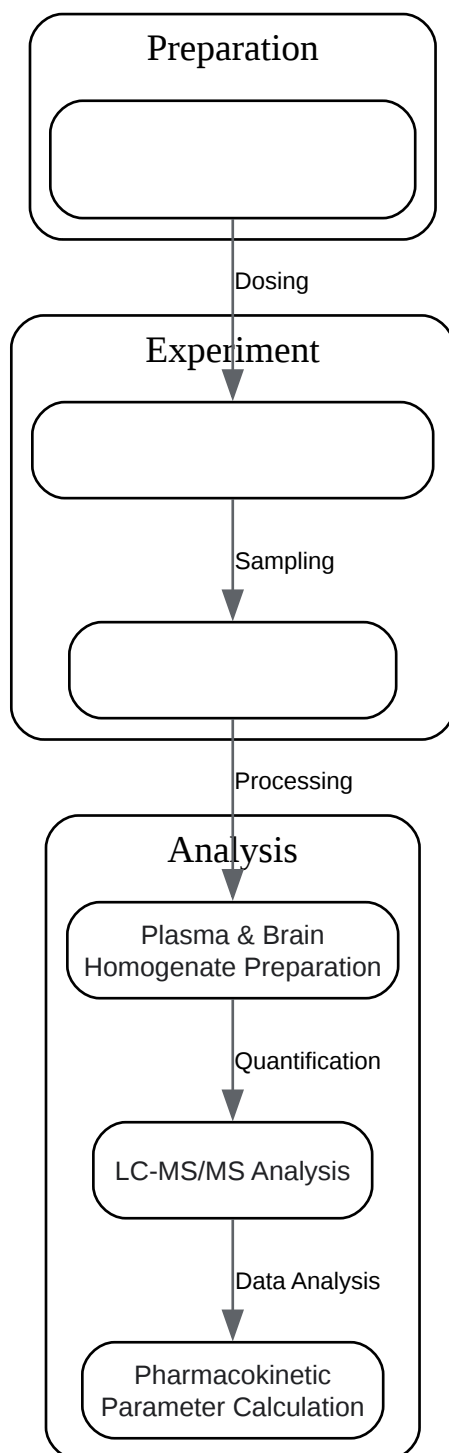 Preparation
Dosing
Experiment
Sampling
Processing
Analysis
Plasma & Brain
Homogenate Preparation
Quantification
LC-MS/MS Analysis
Data Analysis
Pharmacokinetic
Parameter Calculation